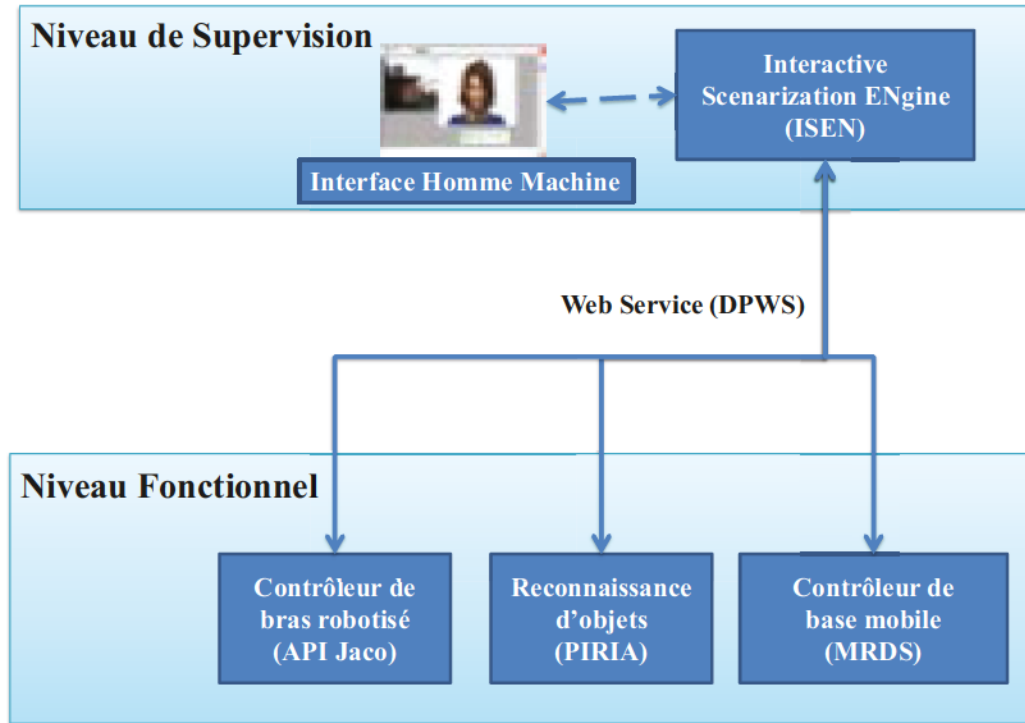 Niveau de Supervision
Interactive
Scenarization ENgine
(ISEN)
Interface Homme Machine
Web Service (DPWS)
Niveau Fonctionnel
Contrôleur de
bras robotisé
(API Jaco)
Reconnaissance
d’objets
(PIRIA)
Contrôleur de
base mobile
(MRDS)